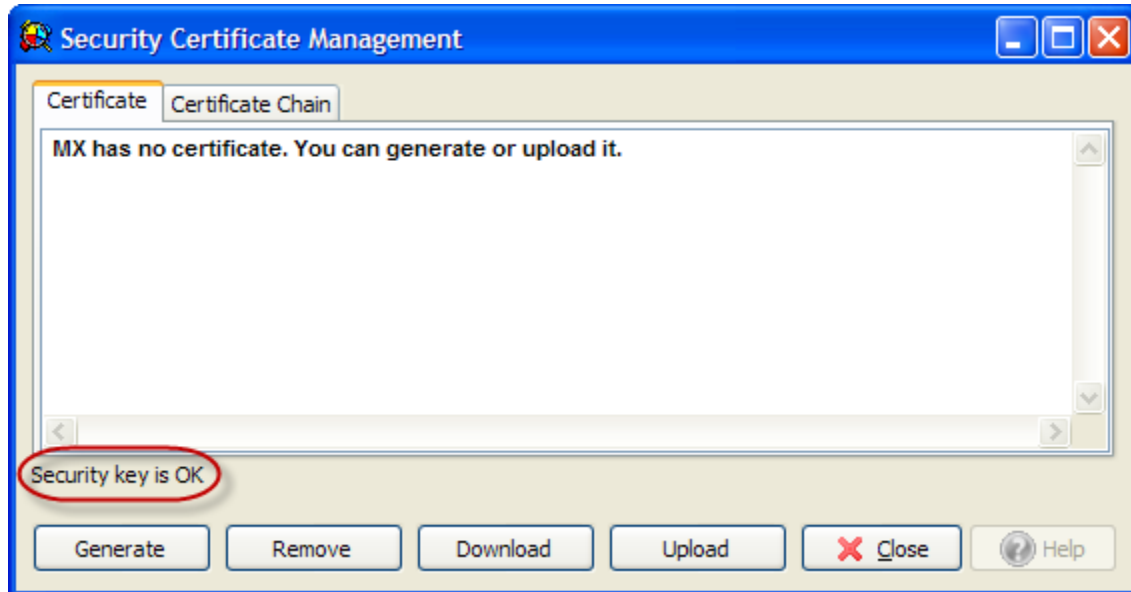 Security Certificate Management
Certificate
Certificate Chain
MX has no certificate. You can generate or upload it.
Security key is OK
Generate
Remove
Download
Upload
Close
Help